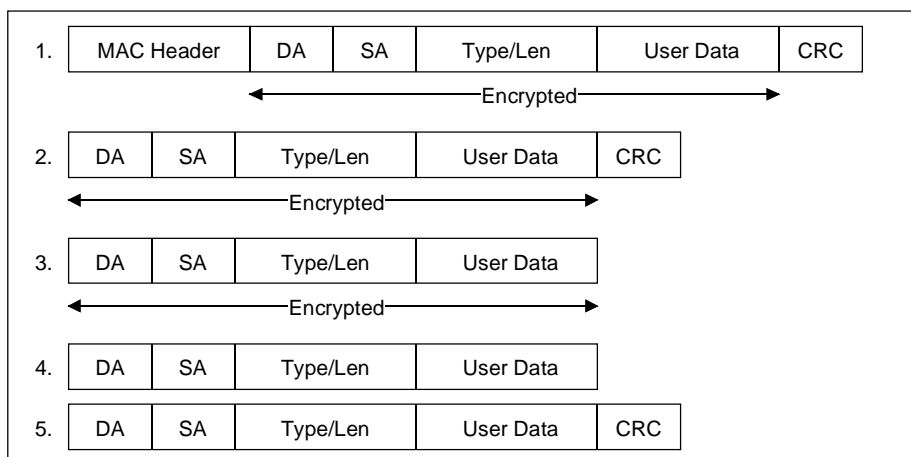 1. MAC Header DA SA Type/Len User Data CRC
Encrypted
2. DA SA Type/Len User Data CRC
Encrypted
3. DA SA Type/Len User Data
Encrypted
4. DA SA Type/Len User Data
5. DA SA Type/Len User Data CRC